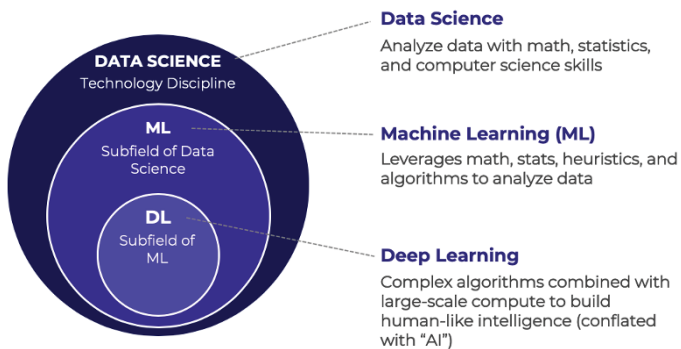 DATA SCIENCE
Technology Discipline
ML
Subfield of Data
Science
DL
Subfield of
ML
Data Science
Analyze data with math, statistics,
and computer science skills
Machine Learning (ML)
Leverages math, stats, heuristics, and
algorithms to analyze data
Deep Learning
Complex algorithms combined with
large-scale compute to build
human-like intelligence (conflated
with “AI”)